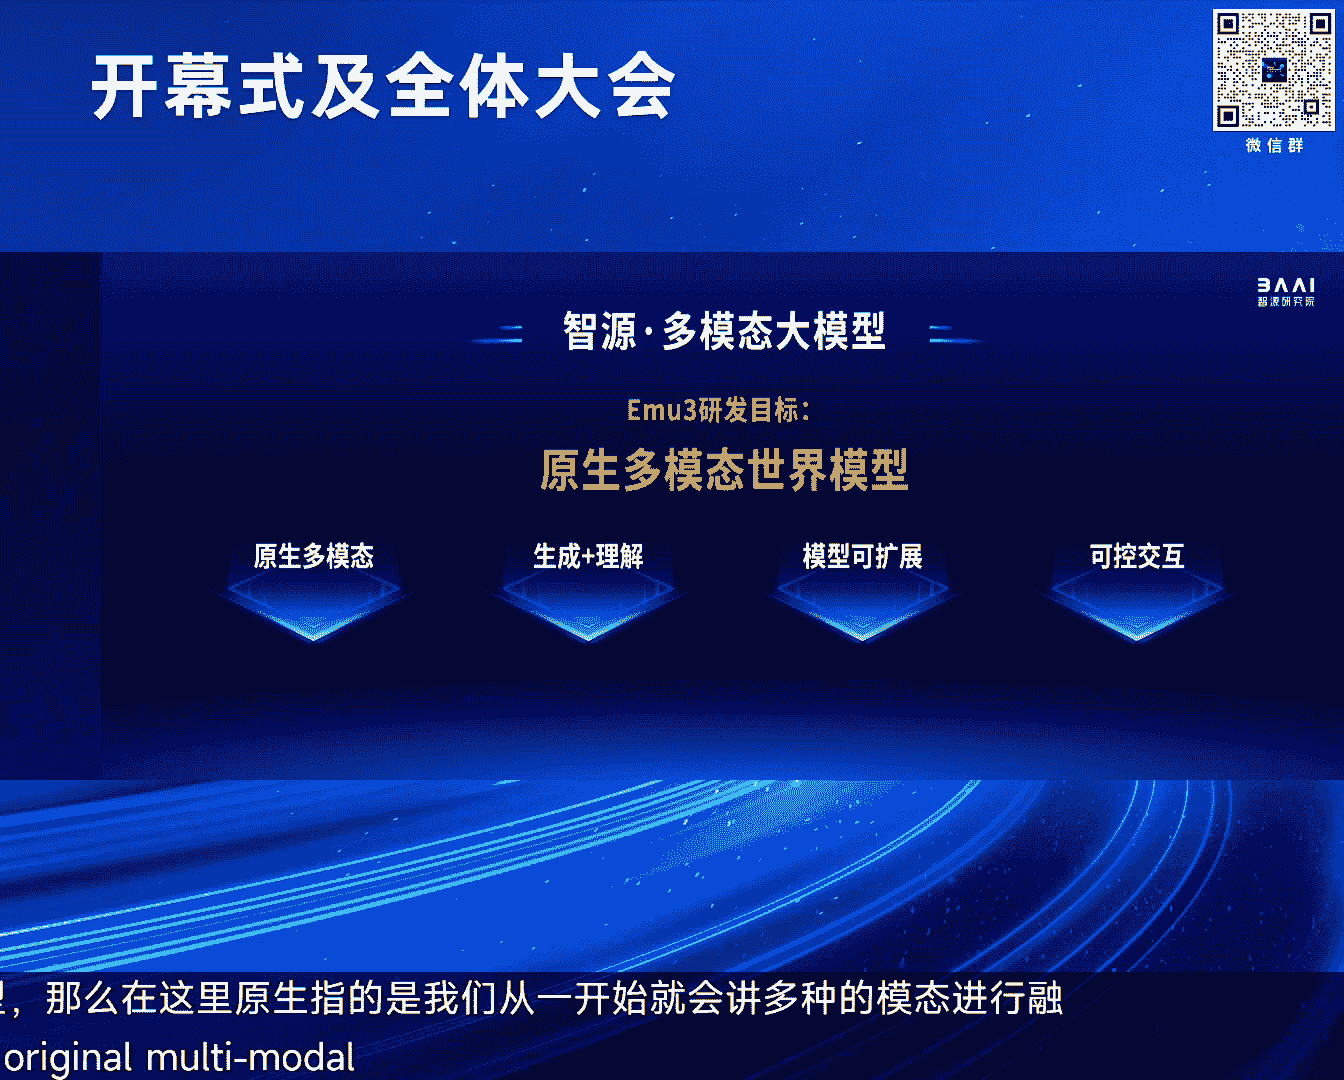 开幕式及全体大会
微信群
BAAI
智源研究院
智源·多模态大模型
Emu3研发目标：
原生多模态世界模型
原生多模态
生成+理解
模型可扩展
可控交互
，那么在这里原生指的是我们从一开始就会讲多种的模态进行融
original multi-modal